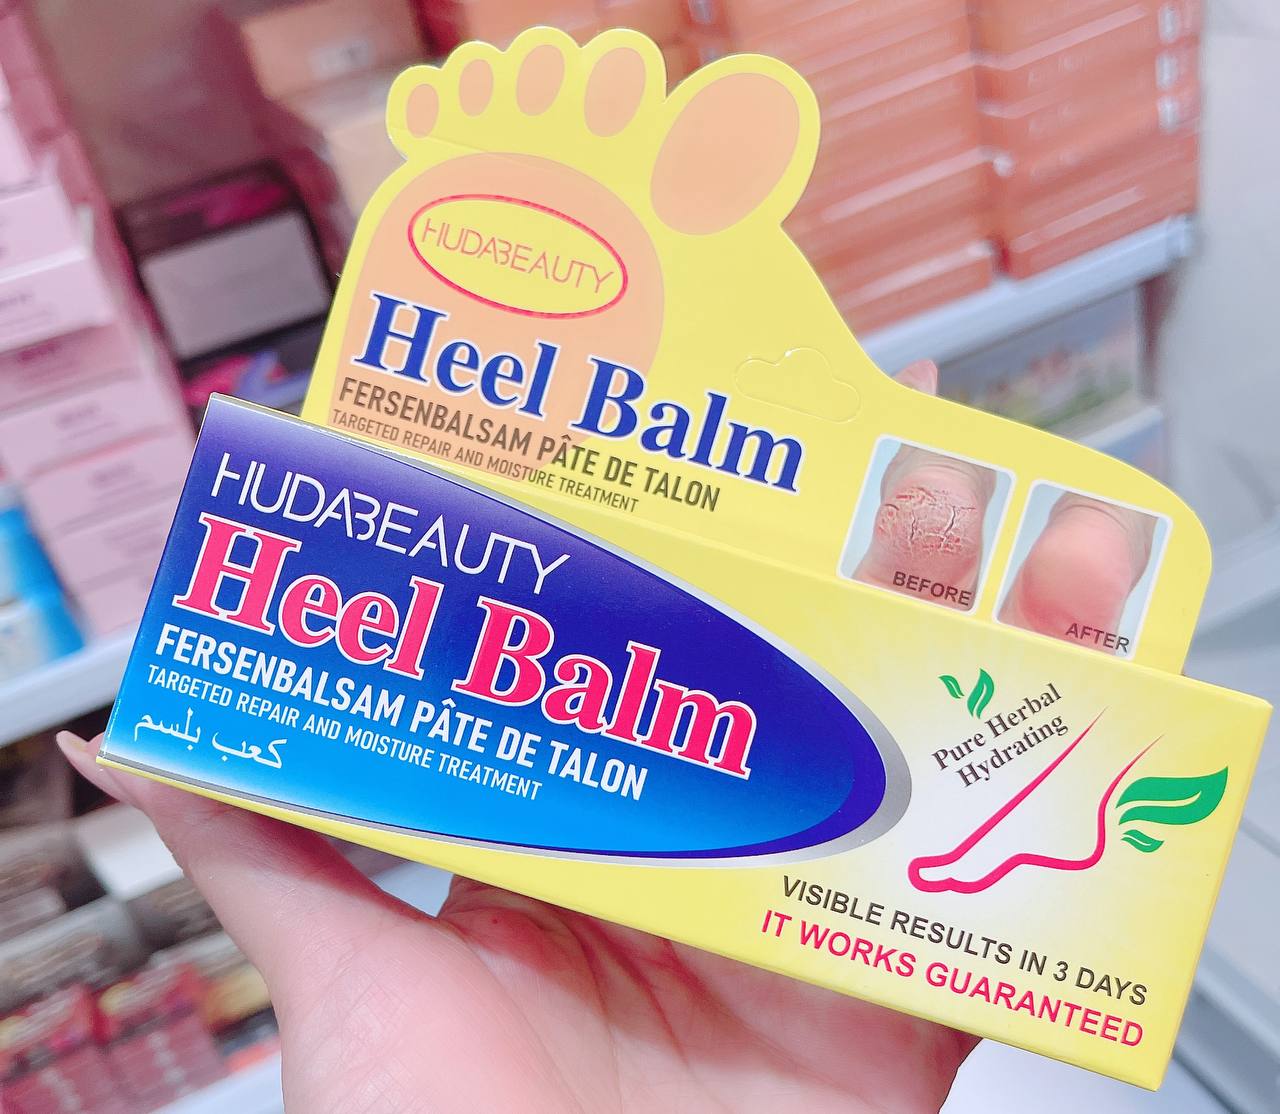 HUDABEAUTY
Heel Balm
FERSENBALSAM PÂTE DE TALON
TARGETED REPAIR AND MOISTURE TREATMENT
BEFORE
AFTER
HUDABEAUTY
Heel Balm
FERSENBALSAM PÂTE DE TALON
TARGETED REPAIR AND MOISTURE TREATMENT
كعب بلسم
Pure Herbal
Hydrating
VISIBLE RESULTS IN 3 DAYS
IT WORKS GUARANTEED